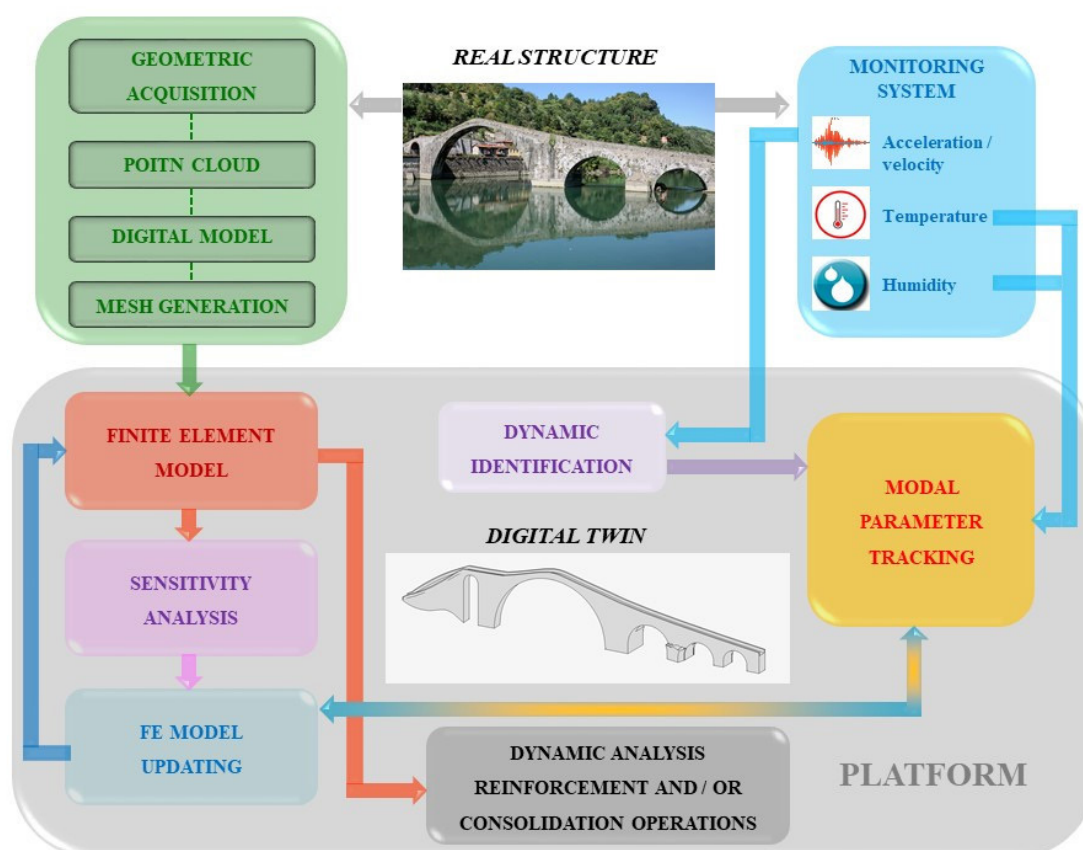 GEOMETRIC
ACQUISITION
POITN CLOUD
DIGITAL MODEL
MESH GENERATION
REAL STRUCTURE
MONITORING
SYSTEM
Acceleration /
velocity
Temperature
Humidity
FINITE ELEMENT
MODEL
SENSITIVITY
ANALYSIS
FE MODEL
UPDATING
DYNAMIC
IDENTIFICATION
MODAL
PARAMETER
TRACKING
DIGITAL TWIN
DYNAMIC ANALYSIS
REINFORCEMENT AND / OR
CONSOLIDATION OPERATIONS
PLATFORM